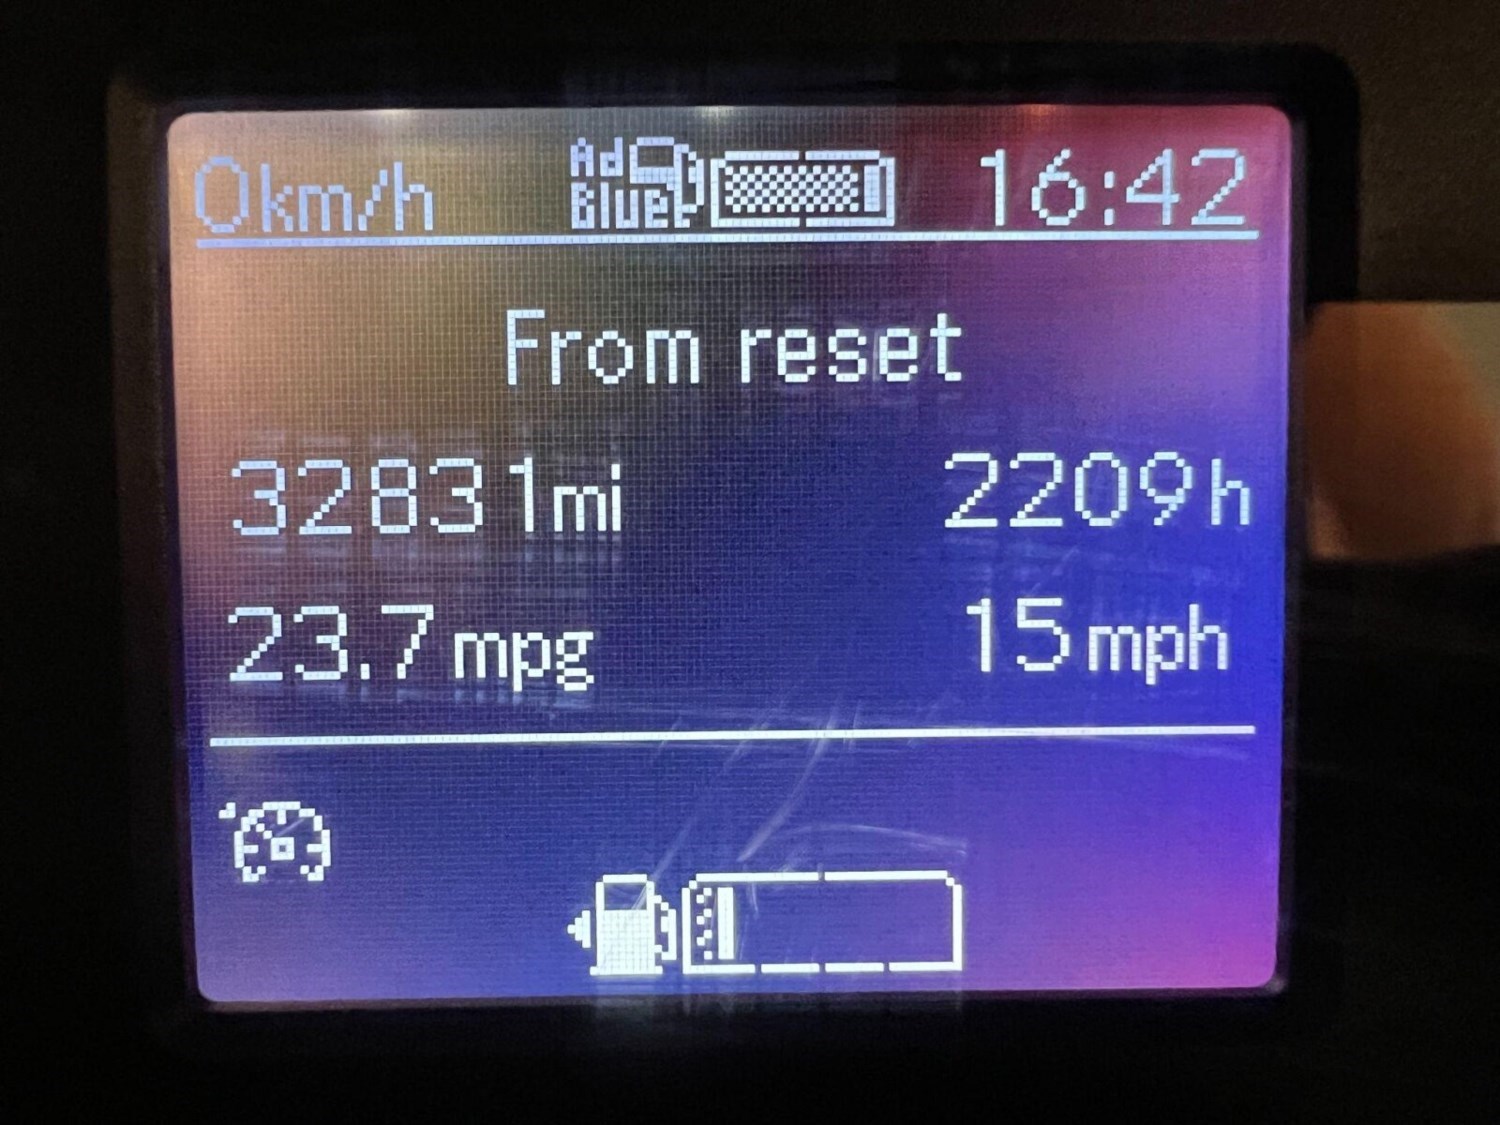 0km/h Ad Blue 16:42
From reset
32831mi 2209h
23.7mpg 15mph